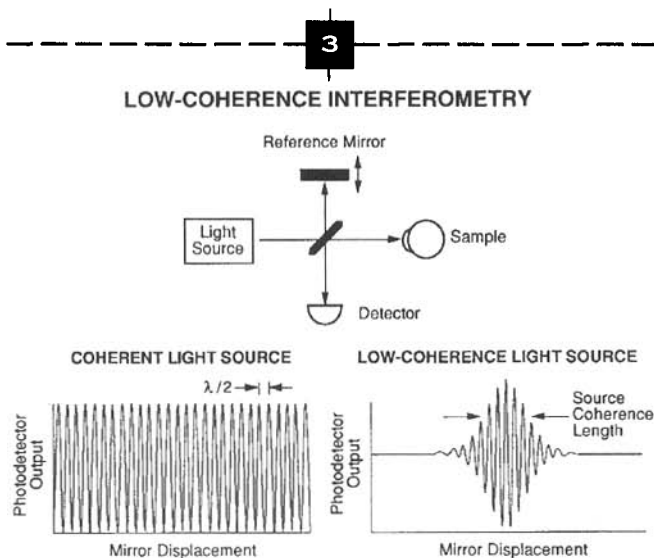 3
LOW-COHERENCE INTERFEROMETRY
Reference Mirror
Light
Source
Sample
Detector
COHERENT LIGHT SOURCE
λ/2
Photodetector
Output
Mirror Displacement
LOW-COHERENCE LIGHT SOURCE
Source
Coherence
Length
Photodetector
Output
Mirror Displacement